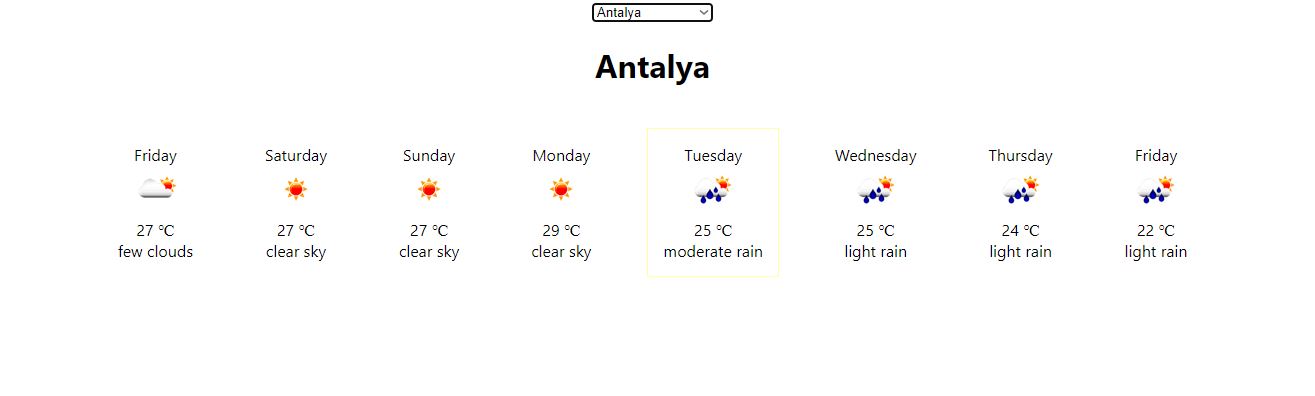 Antalya
Antalya
Friday Saturday Sunday Monday Tuesday Wednesday Thursday Friday
27 °C 27 °C 27 °C 29 °C 25 °C 25 °C 24 °C 22 °C
few clouds clear sky clear sky clear sky moderate rain light rain light rain light rain